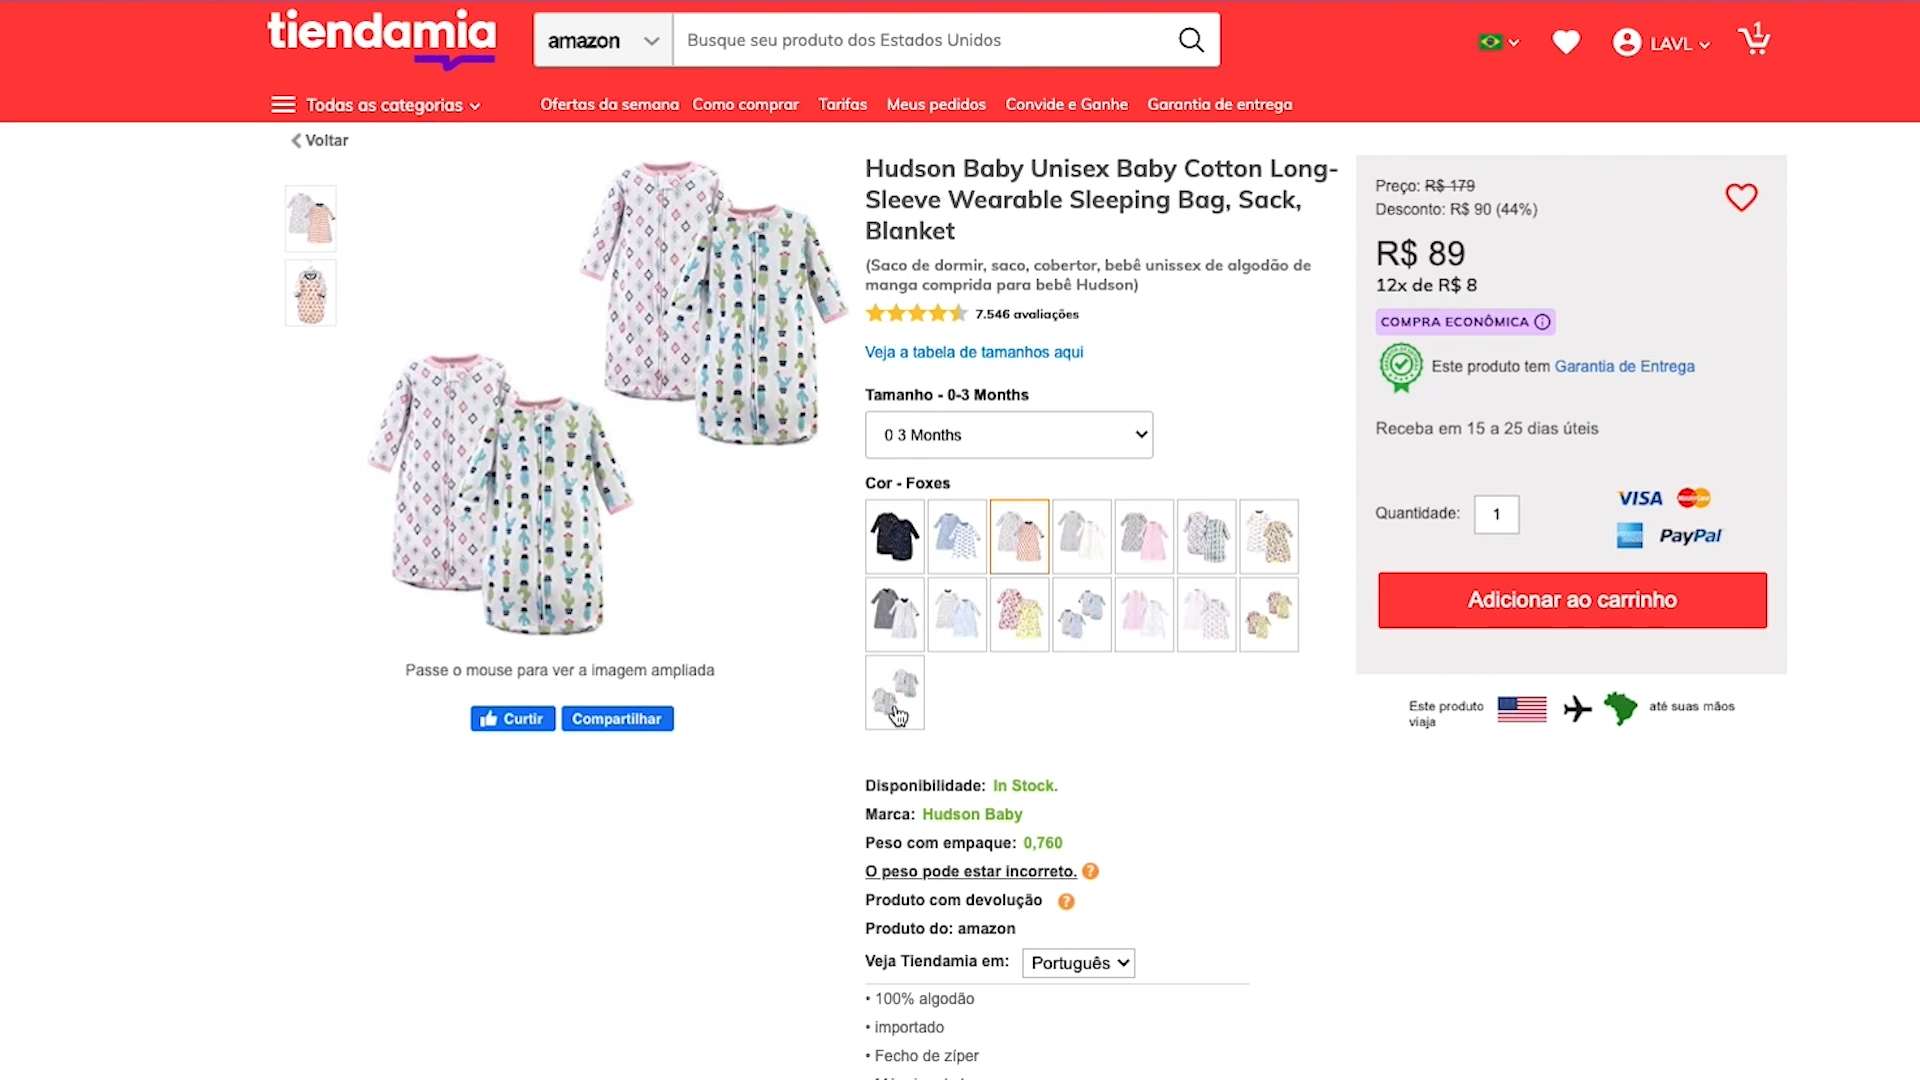 tiendamia
amazon
Busque seu produto dos Estados Unidos
LAVL
1
Todas as categorias
Ofertas da semana
Como comprar
Tarifas
Meus pedidos
Convide e Ganhe
Garantia de entrega
Voltar
Passe o mouse para ver a imagem ampliada
Curtir
Compartilhar
Hudson Baby Unisex Baby Cotton Long-
Sleeve Wearable Sleeping Bag, Sack,
Blanket
(Saco de dormir, saco, cobertor, bebê unissex de algodão de
manga comprida para bebê Hudson)
7.546 avaliações
Veja a tabela de tamanhos aqui
Tamanho - 0-3 Months
0 3 Months
Cor - Foxes
Disponibilidade: In Stock.
Marca: Hudson Baby
Peso com empaque: 0,760
O peso pode estar incorreto. ?
Produto com devolução ?
Produto do: amazon
Veja Tiendamia em: Português
• 100% algodão
• importado
• Fecho de zíper
Preço: R$ 179
Desconto: R$ 90 (44%)
R$ 89
12x de R$ 8
COMPRA ECONÔMICA
Este produto tem Garantia de Entrega
Receba em 15 a 25 dias úteis
Quantidade: 1
VISA
MasterCard
PayPal
Adicionar ao carrinho
Este produto
viaja
até suas mãos